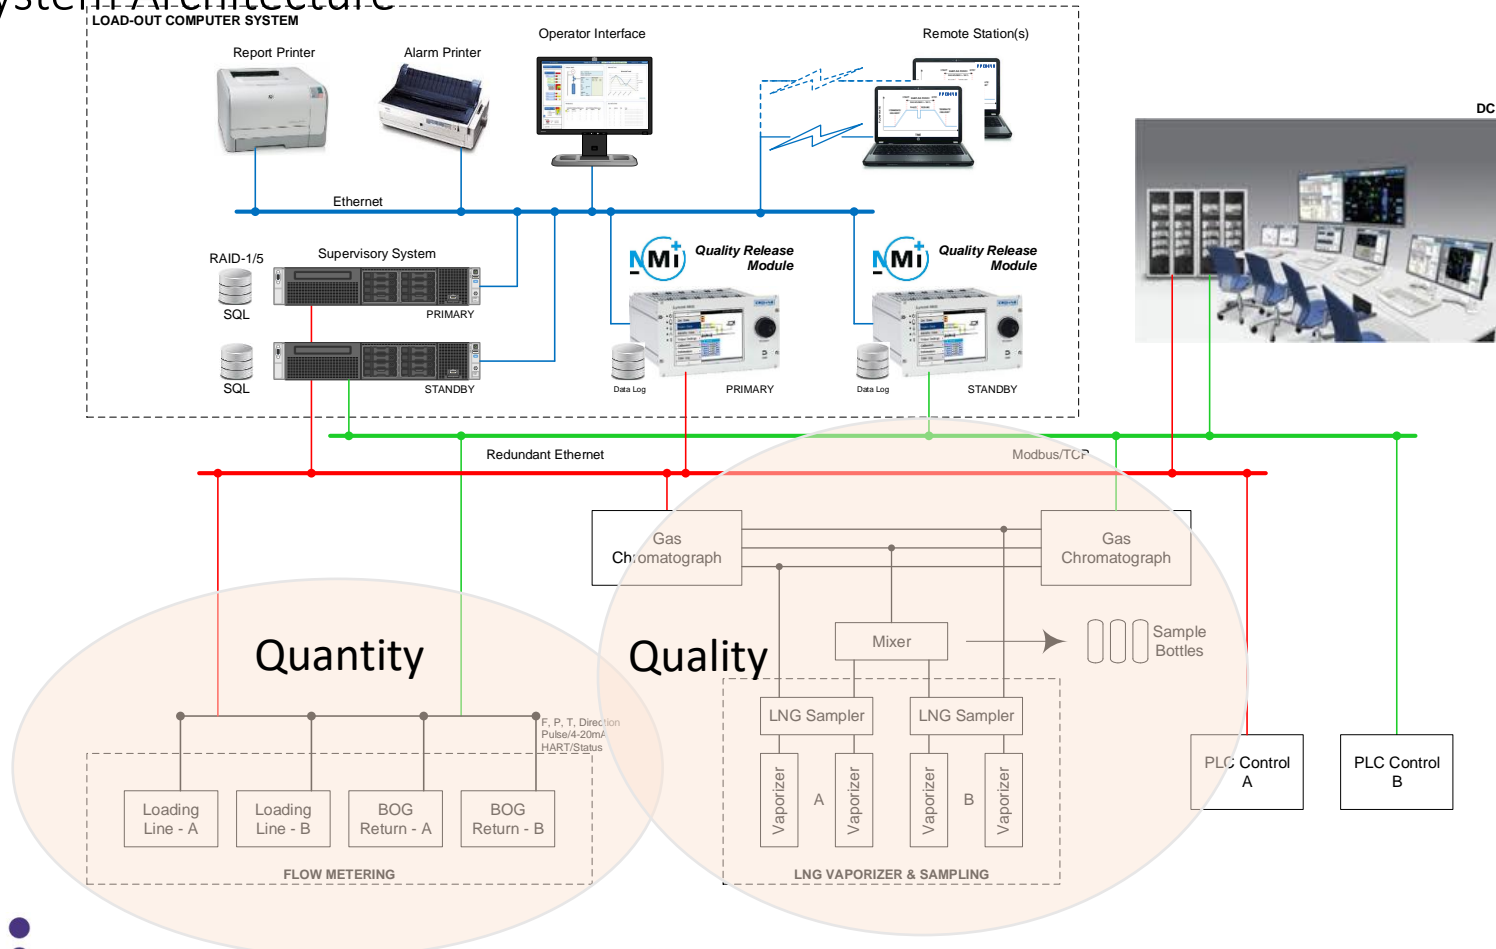 ystem Architecture
LOAD-OUT COMPUTER SYSTEM
Report Printer
Alarm Printer
Operator Interface
Remote Station(s)
DC
Ethernet
RAID-1/5
SQL
Supervisory System
PRIMARY
SQL
STANDBY
NMi
Quality Release
Module
Data Log
PRIMARY
NMi
Quality Release
Module
Data Log
STANDBY
Redundant Ethernet
Modbus/TCP
Gas
Chromatograph
Gas
Chromatograph
Quantity
Quality
Mixer
Sample
Bottles
F, P, T, Direction
Pulse/4-20mA
HART/Status
LNG Sampler
LNG Sampler
Vaporizer
A
Vaporizer
Vaporizer
B
Vaporizer
PLC Control
A
PLC Control
B
Loading
Line - A
Loading
Line - B
BOG
Return - A
BOG
Return - B
FLOW METERING
LNG VAPORIZER & SAMPLING